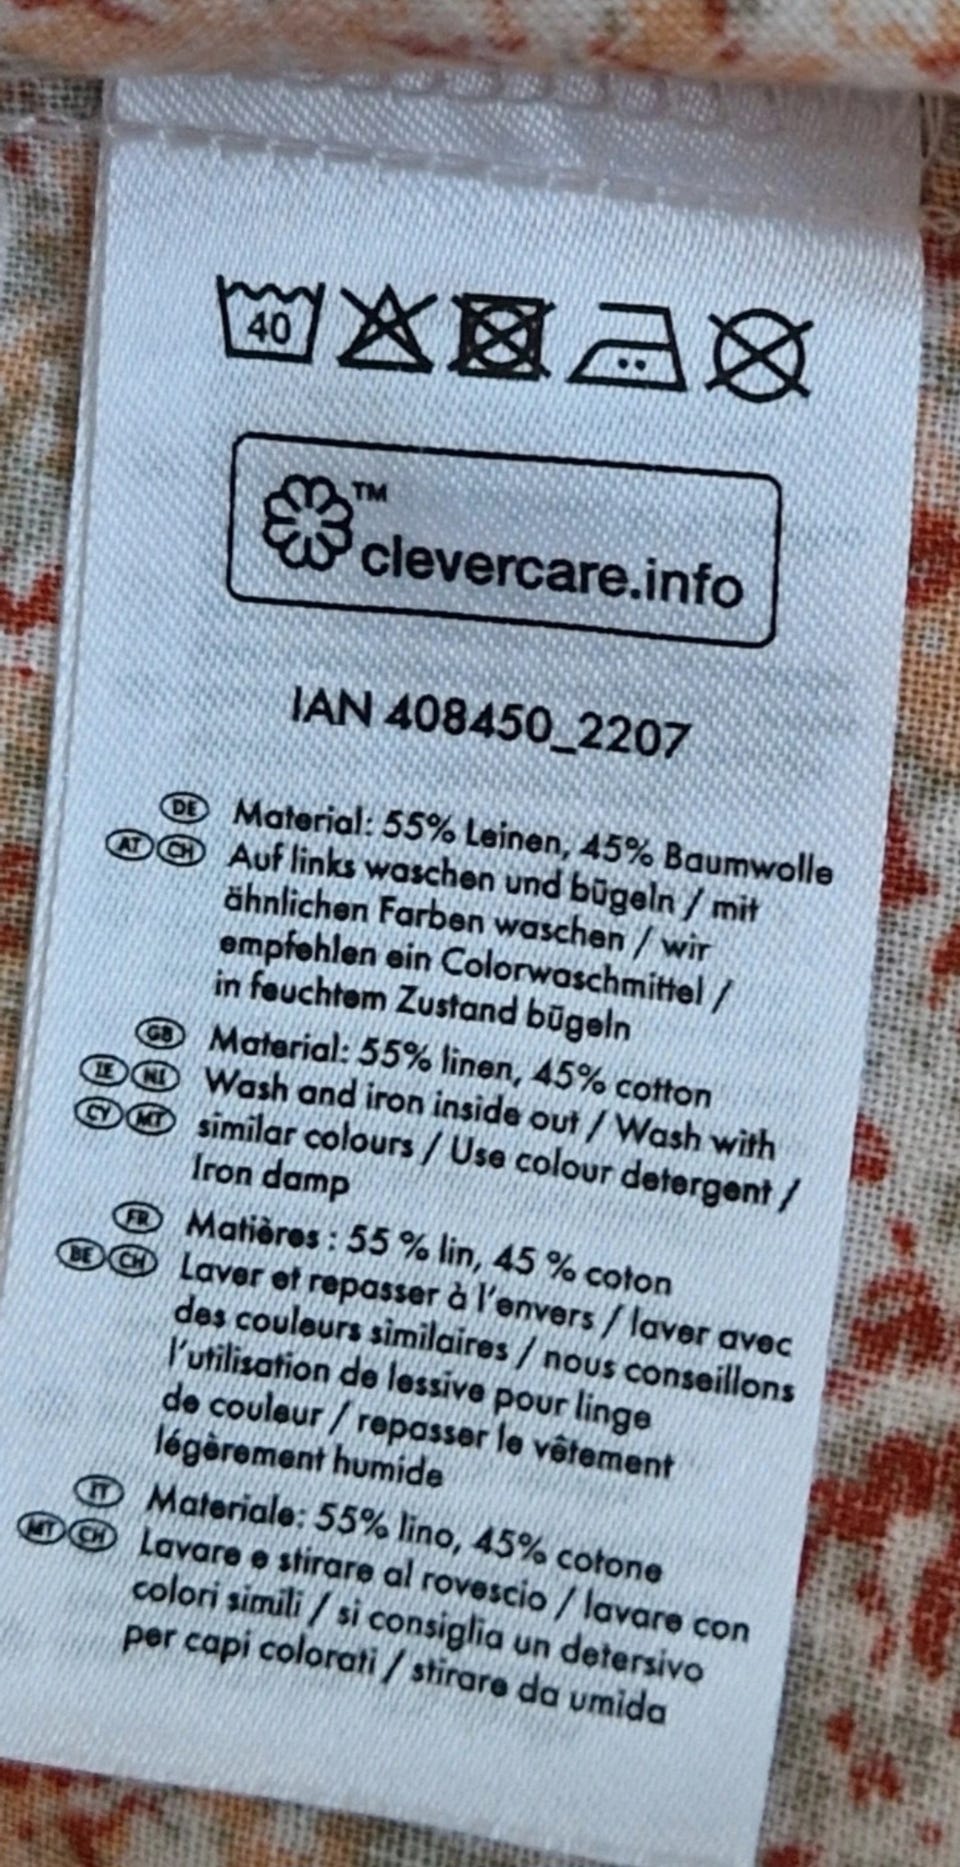 40
TM
clevercare.info
IAN 408450_2207
DE Material: 55% Leinen, 45% Baumwolle
AT CH Auf links waschen und bügeln / mit
ähnlichen Farben waschen / wir
empfehlen ein Colorwaschmittel /
in feuchtem Zustand bügeln
GB Material: 55% linen, 45% cotton
IE NI Wash and iron inside out / Wash with
CY MT similar colours / Use colour detergent /
Iron damp
FR Matières : 55 % lin, 45 % coton
BE CH Laver et repasser à l'envers / laver avec
des couleurs similaires / nous conseillons
l'utilisation de lessive pour linge
de couleur / repasser le vêtement
légèrement humide
IT Materiale: 55% lino, 45% cotone
MT CH Lavare e stirare al rovescio / lavare con
colori simili / si consiglia un detersivo
per capi colorati / stirare da umida